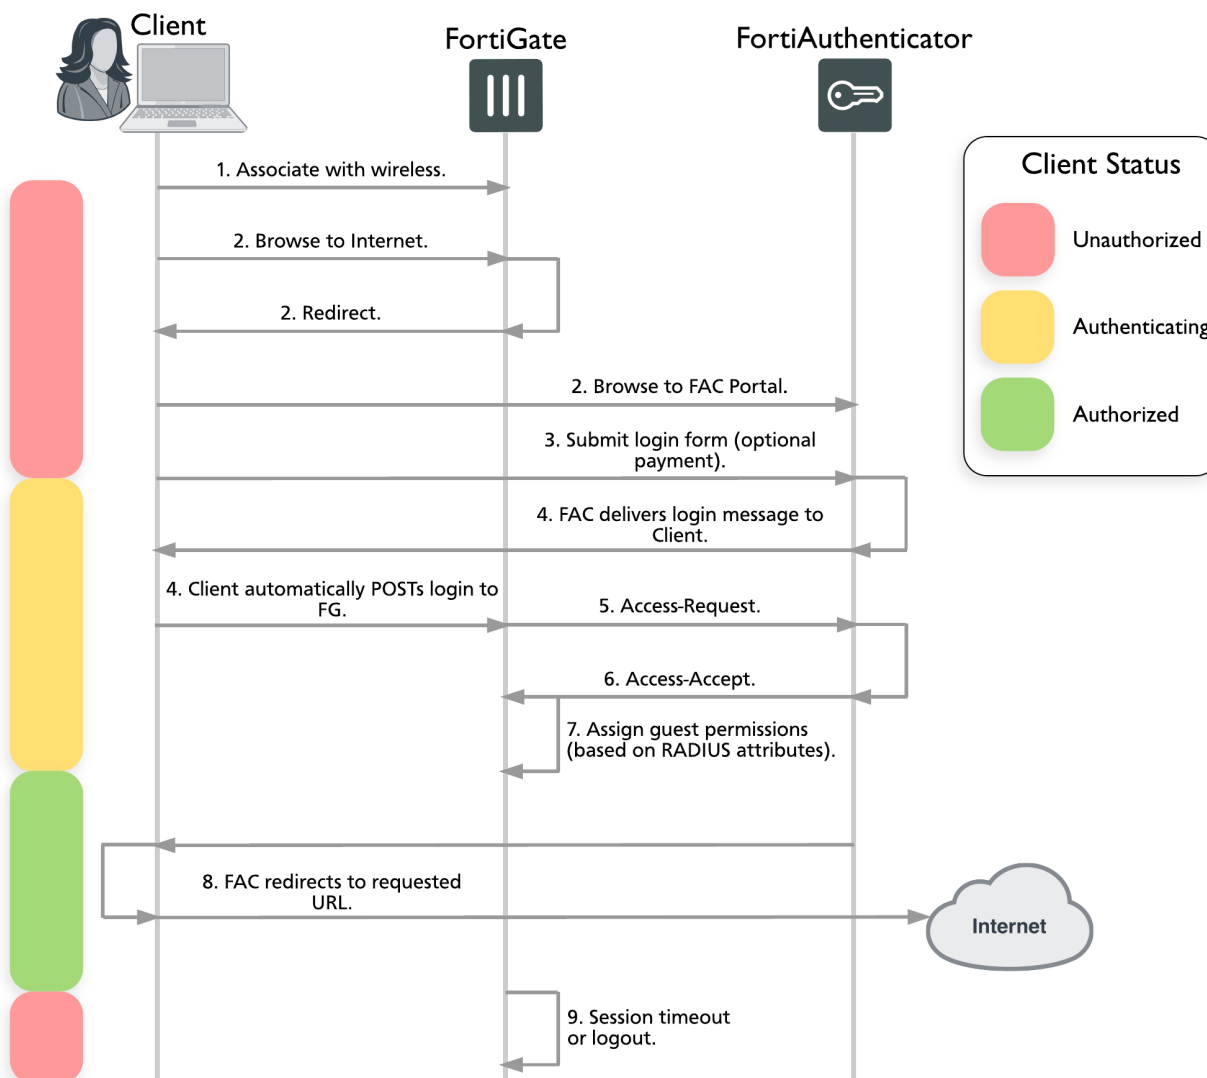 Client
FortiGate
FortiAuthenticator
Client Status
Unauthorized
Authenticating
Authorized
1. Associate with wireless.
2. Browse to Internet.
2. Redirect.
2. Browse to FAC Portal.
3. Submit login form (optional
payment).
4. FAC delivers login message to
Client.
4. Client automatically POSTs login to
FG.
5. Access-Request.
6. Access-Accept.
7. Assign guest permissions
(based on RADIUS attributes).
8. FAC redirects to requested
URL.
Internet
9. Session timeout
or logout.